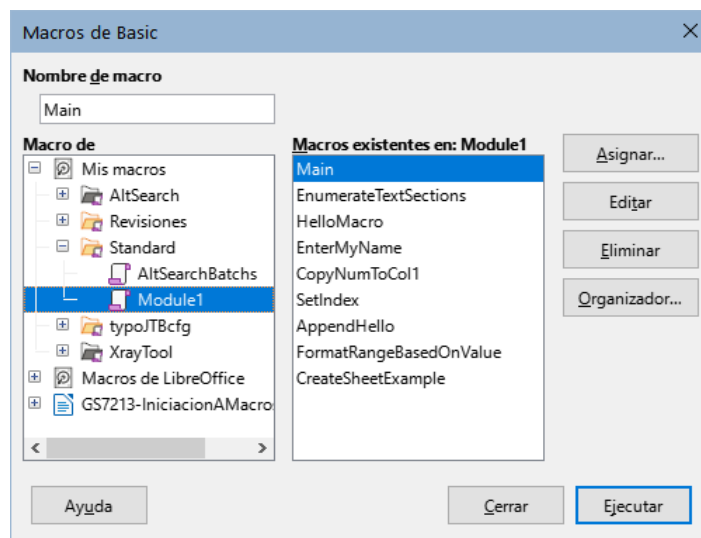 Macros de Basic
Nombre de macro
Main
Macro de
Mis macros
AltSearch
Revisiones
Standard
AltSearchBatchs
Module1
typoJTBcfg
XrayTool
Macros de LibreOffice
GS7213-IniciacionAMacro
Macros existentes en: Module1
Main
EnumerateTextSections
HelloMacro
EnterMyName
CopyNumToCol1
SetIndex
AppendHello
FormatRangeBasedOnValue
CreateSheetExample
Asignar...
Editar
Eliminar
Organizador...
Ayuda
Cerrar
Ejecutar